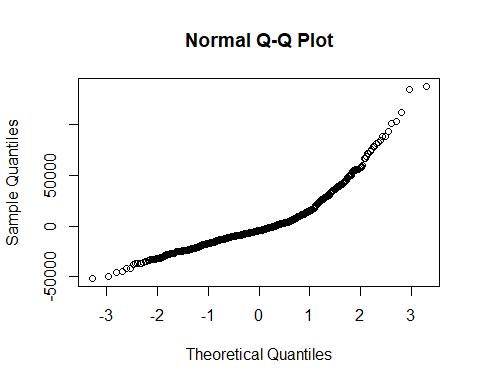 Normal Q-Q Plot
Sample Quantiles
50000
0
-50000
-3 -2 -1 0 1 2 3
Theoretical Quantiles